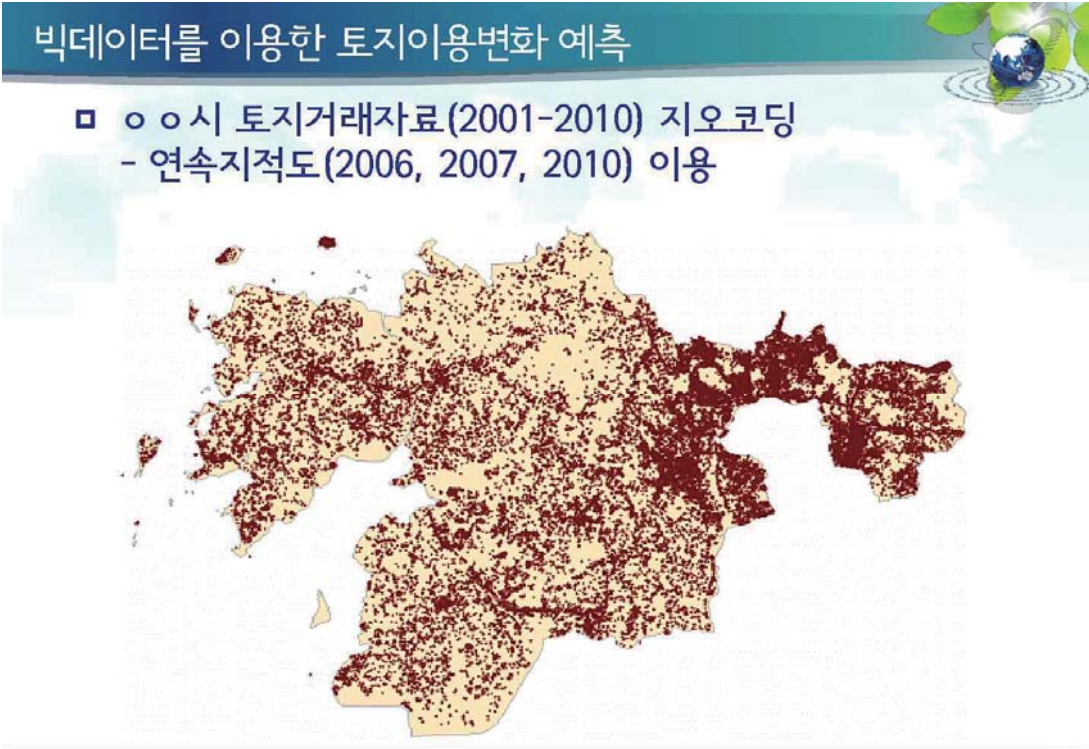 빅데이터를 이용한 토지이용변화 예측
ㅇㅇ시 토지거래자료(2001-2010) 지오코딩
- 연속지적도(2006, 2007, 2010) 이용